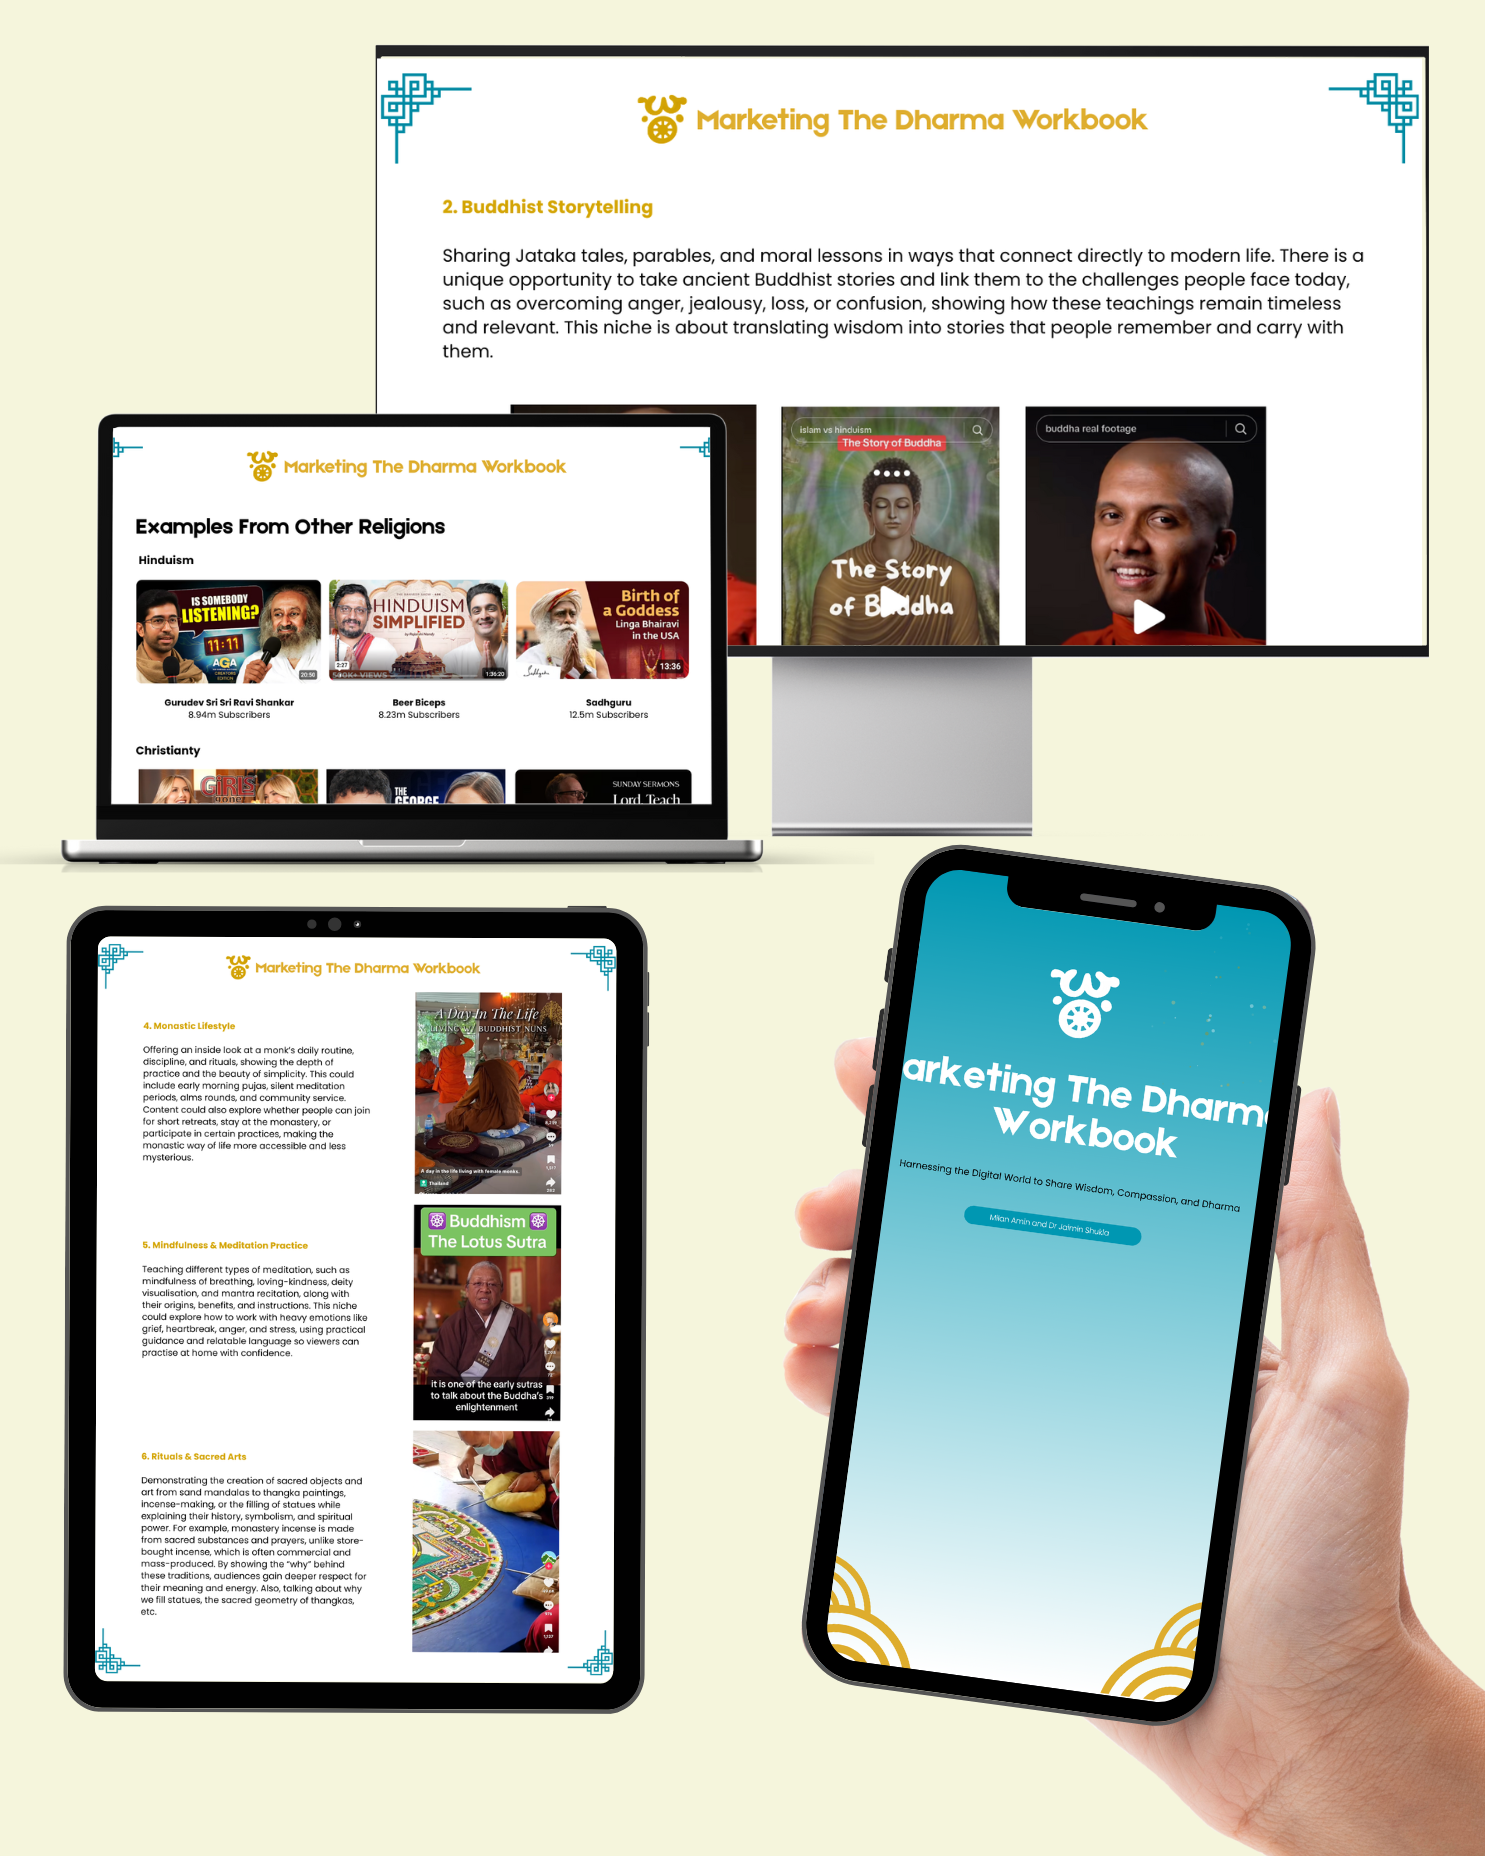 Marketing The Dharma Workbook
2. Buddhist Storytelling
Sharing Jataka tales, parables, and moral lessons in ways that connect directly to modern life. There is a
unique opportunity to take ancient Buddhist stories and link them to the challenges people face today,
such as overcoming anger, jealousy, loss, or confusion, showing how these teachings remain timeless
and relevant. This niche is about translating wisdom into stories that people remember and carry with
them.
islam vs hinduism
The Story of Buddha
The Story
of Buddha
buddha real footage
Marketing The Dharma Workbook
Examples From Other Religions
Hinduism
IS SOMEBODY
LISTENING?
11:11
AGA
CREATORS
EDITION
20:56
HINDUISM
SIMPLIFIED
2:27
500K+ VIEWS
1:36:20
Birth of
a Goddess
Linga Bhairavi
in the USA
Sadhguru
13:36
Gurudev Sri Sri Ravi Shankar
8.94m Subscribers
Beer Biceps
8.23m Subscribers
Sadhguru
12.5m Subscribers
Christianty
GIRLS
gone
THE
GEORGE
SUNDAY SERMONS
Lord, Teach
Marketing The Dharma Workbook
4. Monastic Lifestyle
Offering an inside look at a monk's daily routine,
discipline, and rituals, showing the depth of
practice and the beauty of simplicity. This could
include early morning pujas, silent meditation
periods, alms rounds, and community service.
Content could also explore whether people can join
for short retreats, stay at the monastery, or
participate in certain practices, making the
monastic way of life more accessible and less
mysterious.
A Day In The Life
LIVING W/ BUDDHIST NUNS
A day in the life living with female monks.
Thailand
5. Mindfulness & Meditation Practice
Teaching different types of meditation, such as
mindfulness of breathing, loving-kindness, deity
visualisation, and mantra recitation, along with
their origins, benefits, and instructions. This niche
could explore how to work with heavy emotions like
grief, heartbreak, anger, and stress, using practical
guidance and relatable language so viewers can
practise at home with confidence.
Buddhism
The Lotus Sutra
it is one of the early sutras
to talk about the Buddha's
enlightenment
6. Rituals & Sacred Arts
Demonstrating the creation of sacred objects and
art from sand mandalas to thangka paintings,
incense-making, or the filling of statues while
explaining their history, symbolism, and spiritual
power. For example, monastery incense is made
from sacred substances and prayers, unlike store-
bought incense, which is often commercial and
mass-produced. By showing the "why" behind
these traditions, audiences gain deeper respect for
their meaning and energy. Also, talking about why
we fill statues, the sacred geometry of thangkas,
etc.
arketing The Dharma
Workbook
Harnessing the Digital World to Share Wisdom, Compassion, and Dharma
Milan Amin and Dr Jaimin Shukla